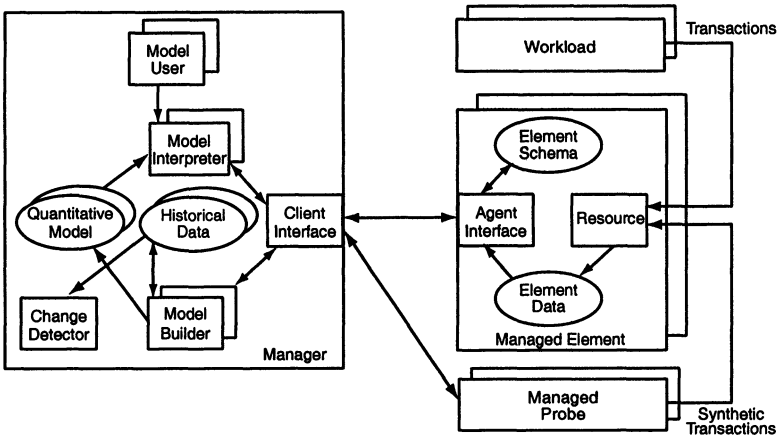 Model
User
Model
Interpreter
Quantitative
Model
Historical
Data
Client
Interface
Change
Detector
Model
Builder
Manager
Workload
Transactions
Element
Schema
Agent
Interface
Resource
Element
Data
Managed Element
Managed
Probe
Synthetic
Transactions